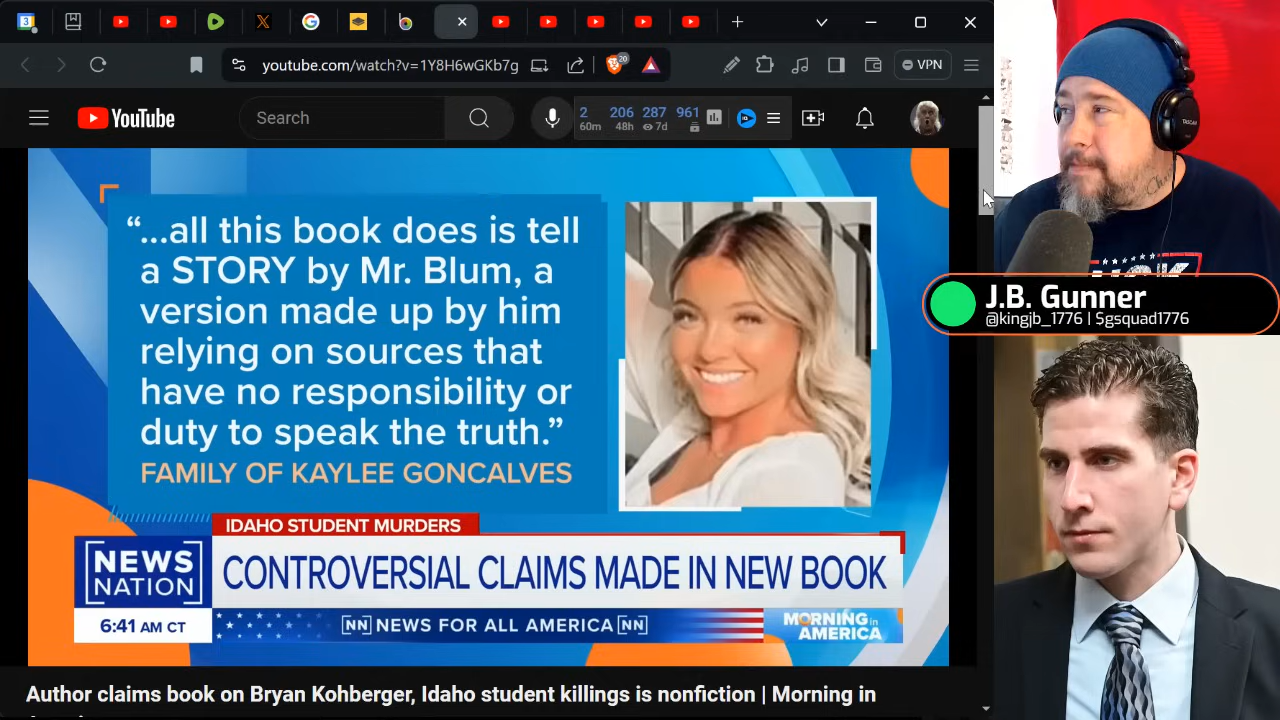 youtube.com/watch?v=1Y8H6wGKb7g
20
VPN
YouTube
Search
2 206 287 961
60m 48h 7d
“...all this book does is tell
a STORY by Mr. Blum, a
version made up by him
relying on sources that
have no responsibility or
duty to speak the truth.”
FAMILY OF KAYLEE GONCALVES
IDAHO STUDENT MURDERS
NEWS
NATION
CONTROVERSIAL CLAIMS MADE IN NEW BOOK
6:41 AM CT
NN NEWS FOR ALL AMERICA NN
MORNING in
AMERICA
Author claims book on Bryan Kohberger, Idaho student killings is nonfiction | Morning in
J.B. Gunner
@kingjb_1776 | $gsquad1776